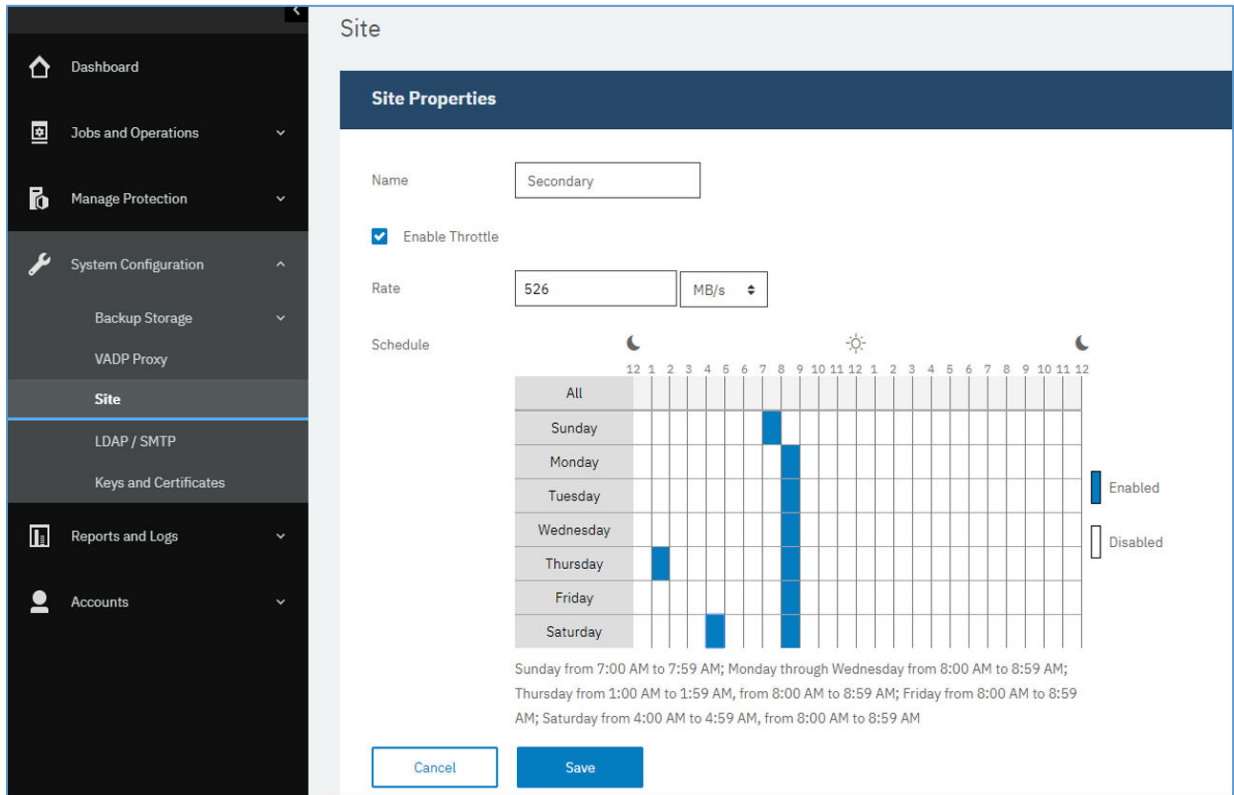 Site
Dashboard
Jobs and Operations
Manage Protection
System Configuration
Backup Storage
VADP Proxy
Site
LDAP / SMTP
Keys and Certificates
Reports and Logs
Accounts
Site Properties
Name Secondary
Enable Throttle
Rate 526 MB/s
Schedule
12 1 2 3 4 5 6 7 8 9 10 11 12 1 2 3 4 5 6 7 8 9 10 11 12
All
Sunday
Monday
Tuesday
Wednesday
Thursday
Friday
Saturday
Enabled
Disabled
Sunday from 7:00 AM to 7:59 AM; Monday through Wednesday from 8:00 AM to 8:59 AM;
Thursday from 1:00 AM to 1:59 AM, from 8:00 AM to 8:59 AM; Friday from 8:00 AM to 8:59
AM; Saturday from 4:00 AM to 4:59 AM, from 8:00 AM to 8:59 AM
Cancel Save